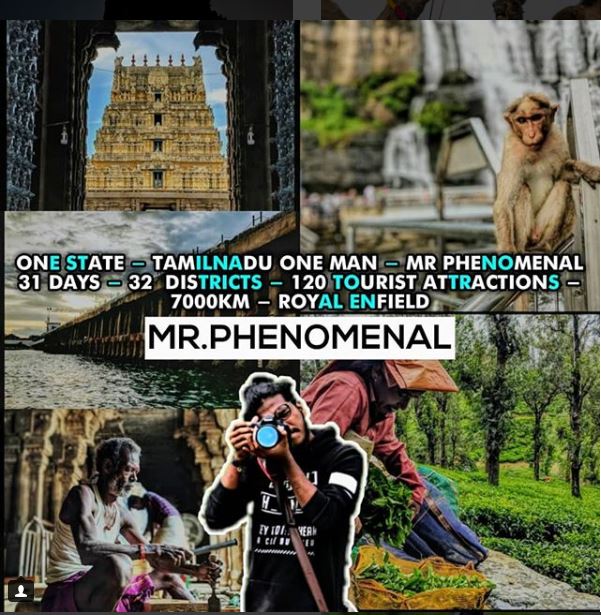 ONE STATE – TAMILNADU ONE MAN – MR PHENOMENAL
31 DAYS – 32 DISTRICTS – 120 TOURIST ATTRACTIONS –
7000KM – ROYAL ENFIELD
MR.PHENOMENAL